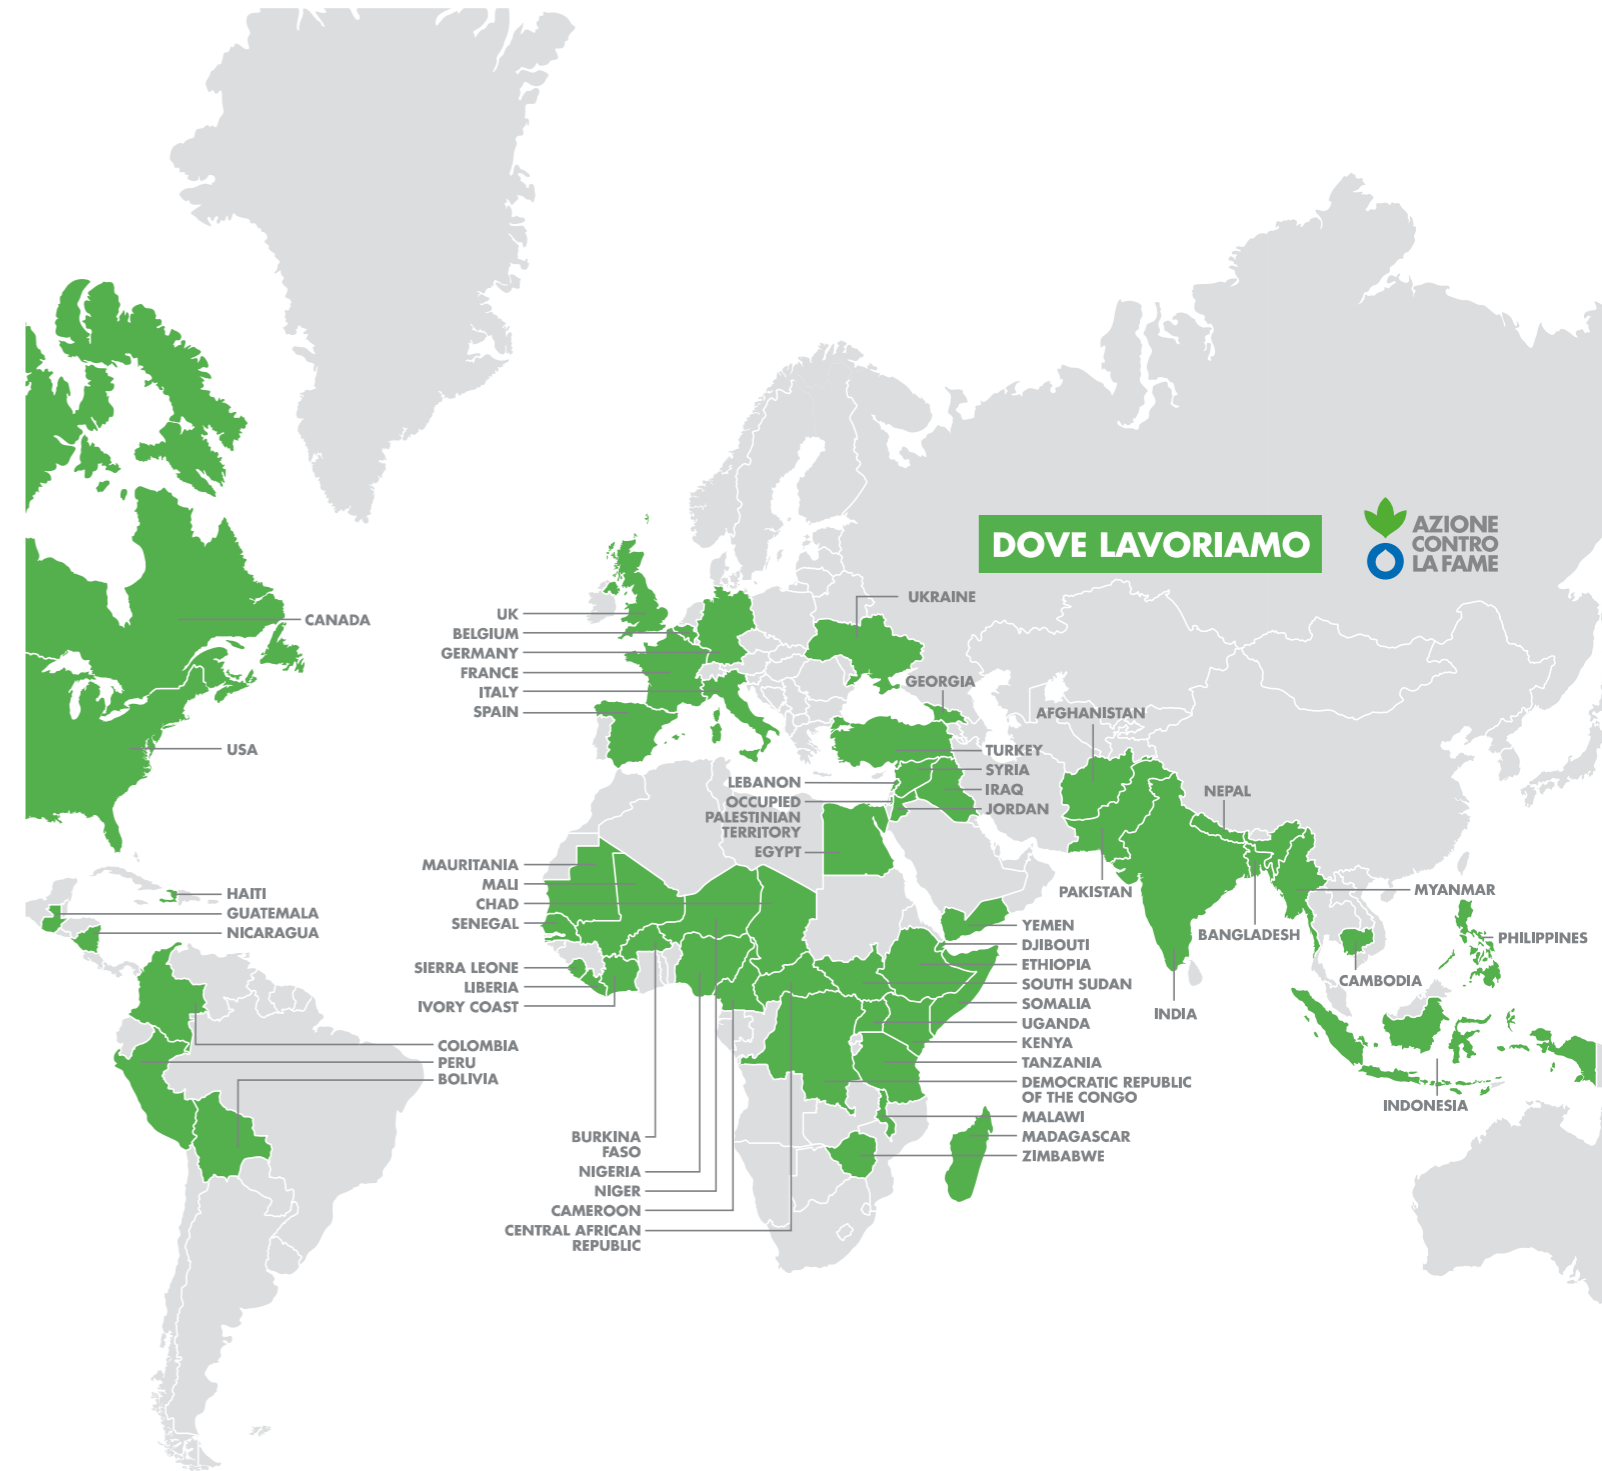 DOVE LAVORIAMO
AZIONE
CONTRO
LA FAME
CANADA
USA
HAITI
GUATEMALA
NICARAGUA
COLOMBIA
PERU
BOLIVIA
UK
BELGIUM
GERMANY
FRANCE
ITALY
SPAIN
UKRAINE
GEORGIA
TURKEY
SYRIA
IRAQ
JORDAN
LEBANON
OCCUPIED
PALESTINIAN
TERRITORY
EGYPT
MAURITANIA
MALI
CHAD
SENEGAL
SIERRA LEONE
LIBERIA
IVORY COAST
BURKINA
FASO
NIGERIA
NIGER
CAMEROON
CENTRAL AFRICAN
REPUBLIC
YEMEN
DJIBOUTI
ETHIOPIA
SOUTH SUDAN
SOMALIA
UGANDA
KENYA
TANZANIA
DEMOCRATIC REPUBLIC
OF THE CONGO
MALAWI
MADAGASCAR
ZIMBABWE
AFGHANISTAN
NEPAL
PAKISTAN
BANGLADESH
INDIA
MYANMAR
PHILIPPINES
CAMBODIA
INDONESIA